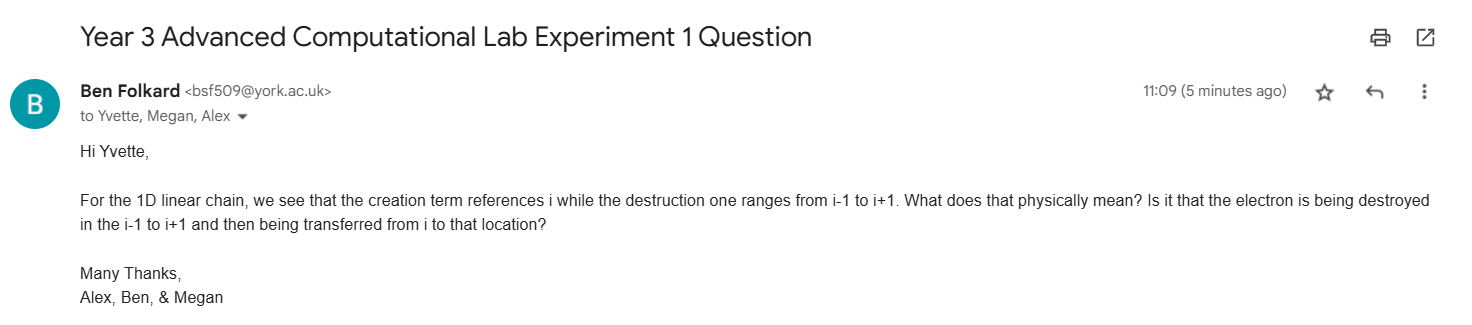 Year 3 Advanced Computational Lab Experiment 1 Question
B
Ben Folkard <bsf509@york.ac.uk>
11:09 (5 minutes ago)
to Yvette, Megan, Alex
Hi Yvette,
For the 1D linear chain, we see that the creation term references i while the destruction one ranges from i-1 to i+1. What does that physically mean? Is it that the electron is being destroyed
in the i-1 to i+1 and then being transferred from i to that location?
Many Thanks,
Alex, Ben, & Megan